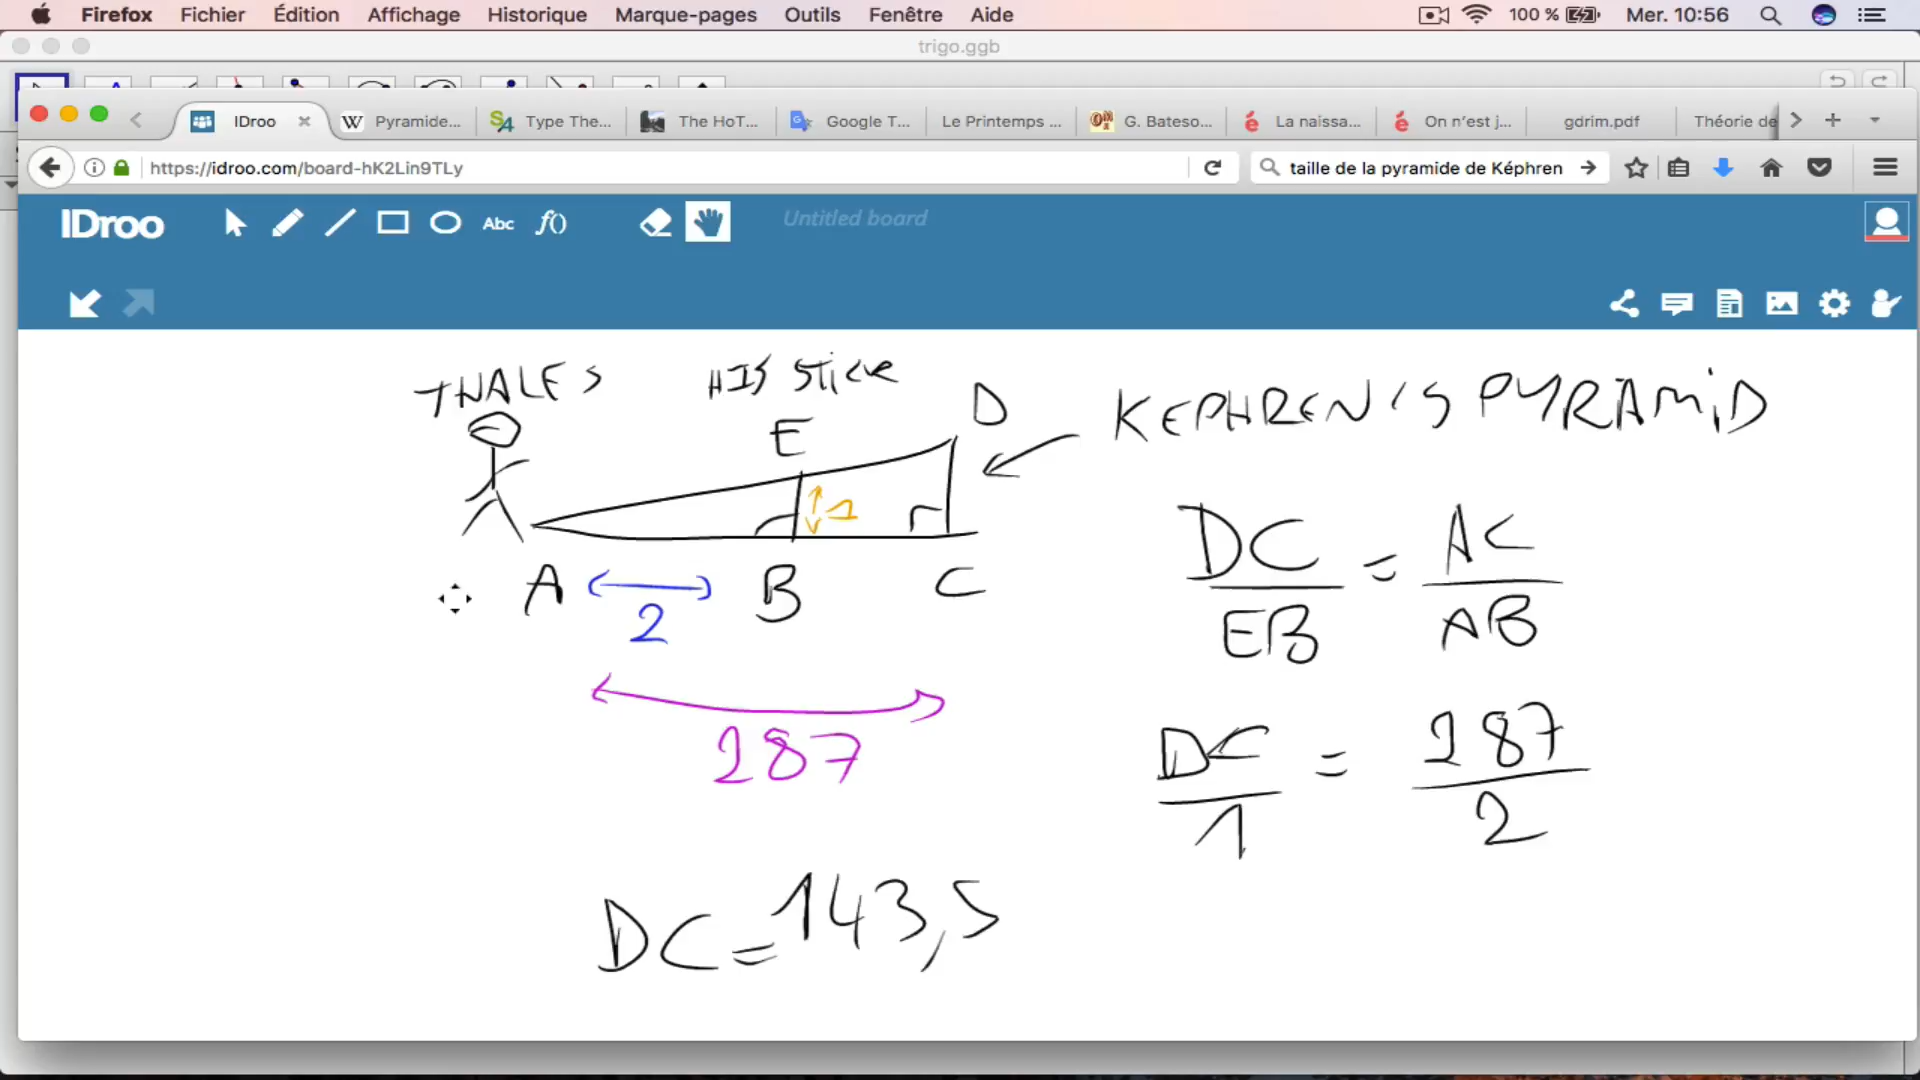 Firefox Fichier Édition Affichage Historique Marque-pages Outils Fenêtre Aide 100 % Mer. 10:56
trigo.ggb
IDroo Pyramide... Type The... The HoT... Google T... Le Printemps ... G. Bateso... La naissa... On n'est j... gdrim.pdf Théorie de
https://idroo.com/board-hK2Lin9TLy taille de la pyramide de Képhren
IDroo Abc f() Untitled board
THALES HIS STICK
E D KEPHREN'S PYRAMID
1
A 2 B C
DC/EB = AC/AB
287
DC/1 = 287/2
DC = 143,5